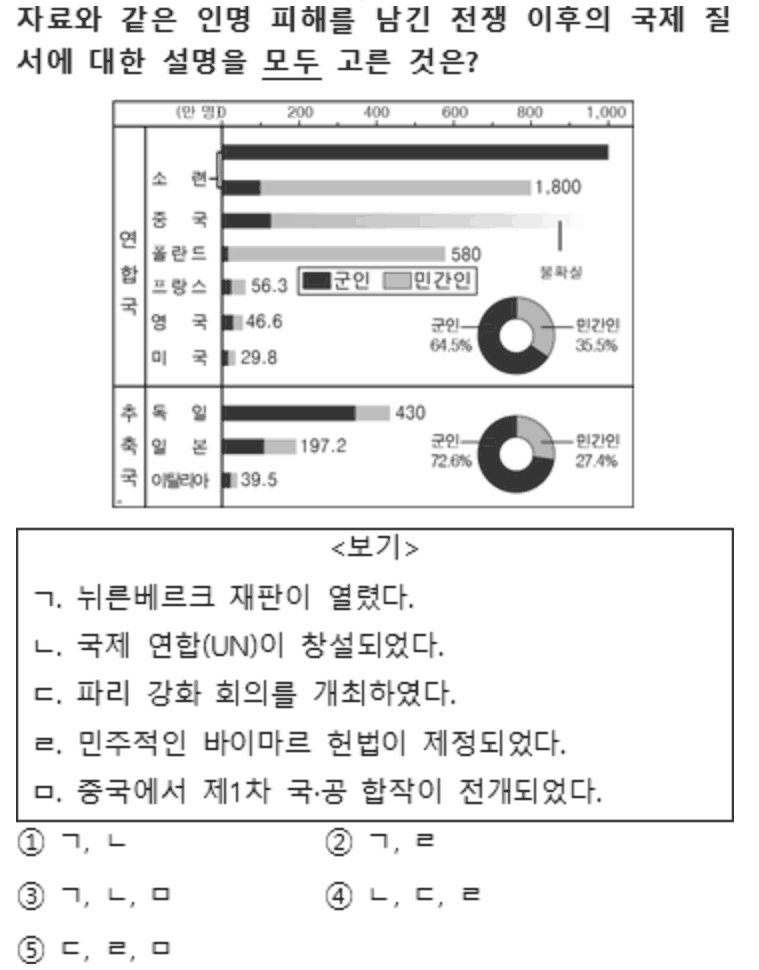 자료와 같은 인명 피해를 남긴 전쟁 이후의 국제 질
서에 대한 설명을 모두 고른 것은?
(만 명)0 200 400 600 800 1,000
연합국
소 련 1,800
중 국
불확실
폴란드 580
군인 민간인
프랑스 56.3
영 국 46.6
미 국 29.8
군인 64.5%
민간인 35.5%
추축국
독 일 430
일 본 197.2
이탈리아 39.5
군인 72.6%
민간인 27.4%
<보기>
ㄱ. 뉘른베르크 재판이 열렸다.
ㄴ. 국제 연합(UN)이 창설되었다.
ㄷ. 파리 강화 회의를 개최하였다.
ㄹ. 민주적인 바이마르 헌법이 제정되었다.
ㅁ. 중국에서 제1차 국·공 합작이 전개되었다.
① ㄱ, ㄴ ② ㄱ, ㄹ
③ ㄱ, ㄴ, ㅁ ④ ㄴ, ㄷ, ㄹ
⑤ ㄷ, ㄹ, ㅁ